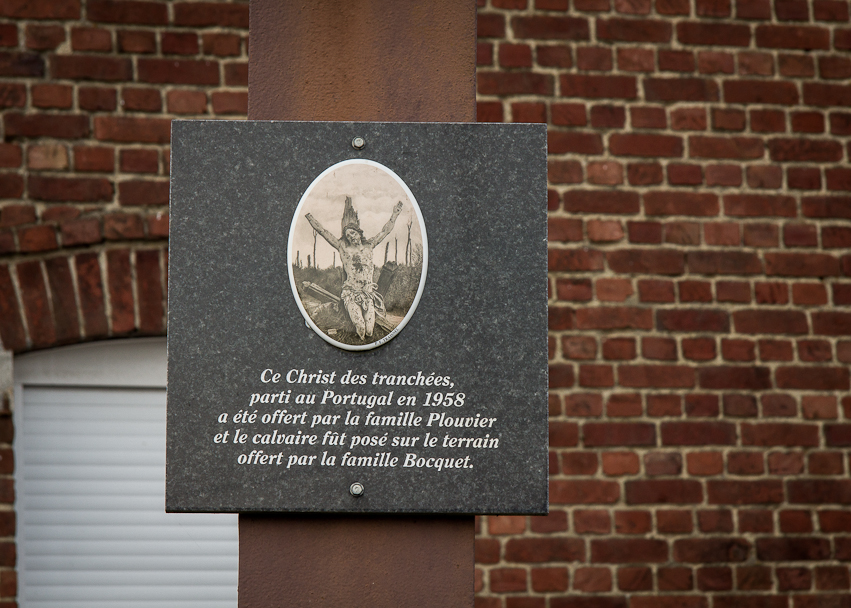 Ce Christ des tranchées,
parti au Portugal en 1958
a été offert par la famille Plouvier
et le calvaire fût posé sur le terrain
offert par la famille Bocquet.